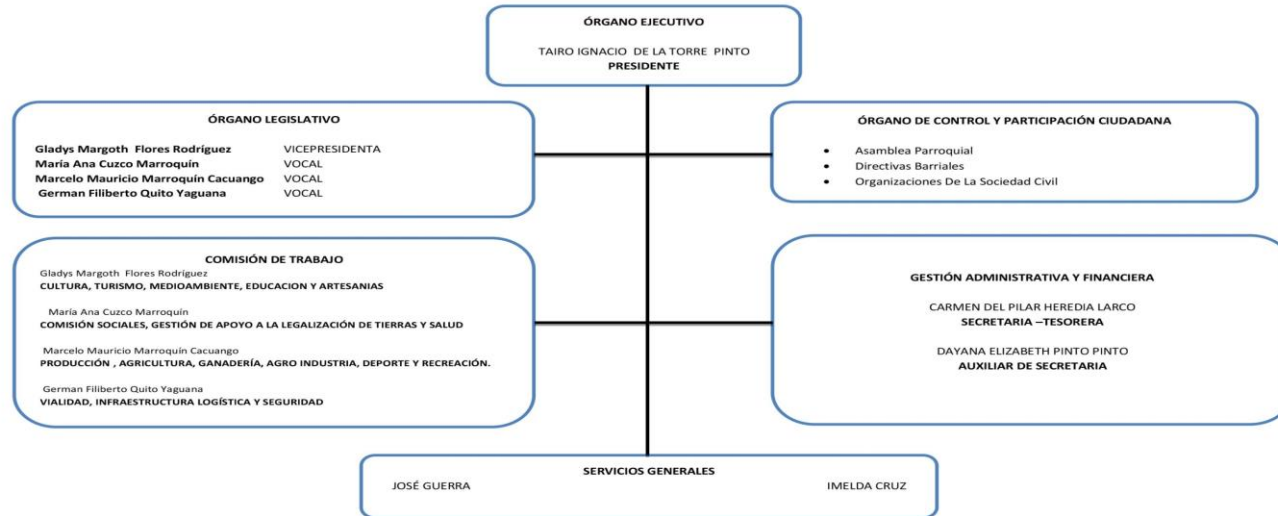 ÓRGANO EJECUTIVO
TAIRO IGNACIO DE LA TORRE PINTO
PRESIDENTE
ÓRGANO LEGISLATIVO
Gladys Margoth Flores Rodríguez VICEPRESIDENTA
María Ana Cuzco Marroquín VOCAL
Marcelo Mauricio Marroquín Cacuango VOCAL
German Filiberto Quito Yaguana VOCAL
ÓRGANO DE CONTROL Y PARTICIPACIÓN CIUDADANA
• Asamblea Parroquial
• Directivas Barriales
• Organizaciones De La Sociedad Civil
COMISIÓN DE TRABAJO
Gladys Margoth Flores Rodríguez
CULTURA, TURISMO, MEDIOAMBIENTE, EDUCACION Y ARTESANIAS
María Ana Cuzco Marroquín
COMISIÓN SOCIALES, GESTIÓN DE APOYO A LA LEGALIZACIÓN DE TIERRAS Y SALUD
Marcelo Mauricio Marroquín Cacuango
PRODUCCIÓN , AGRICULTURA, GANADERÍA, AGRO INDUSTRIA, DEPORTE Y RECREACIÓN.
German Filiberto Quito Yaguana
VIALIDAD, INFRAESTRUCTURA LOGÍSTICA Y SEGURIDAD
GESTIÓN ADMINISTRATIVA Y FINANCIERA
CARMEN DEL PILAR HEREDIA LARCO
SECRETARIA –TESORERA
DAYANA ELIZABETH PINTO PINTO
AUXILIAR DE SECRETARIA
SERVICIOS GENERALES
JOSÉ GUERRA IMELDA CRUZ